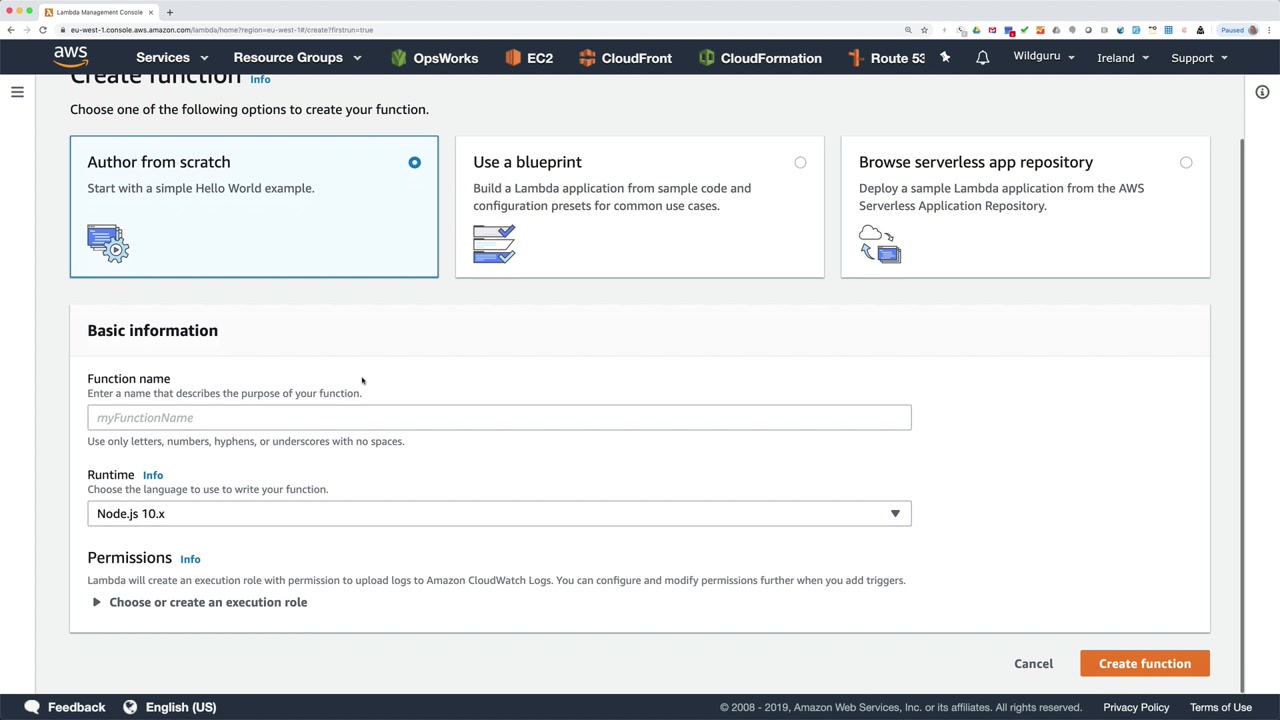 Lambda Management Console
eu-west-1.console.aws.amazon.com/lambda/home?region=eu-west-1#/create?firstrun=true
Paused
aws
Services
Resource Groups
OpsWorks
EC2
CloudFront
CloudFormation
Route 53
Wildguru
Ireland
Support
Create function Info
Choose one of the following options to create your function.
Author from scratch
Start with a simple Hello World example.
Use a blueprint
Build a Lambda application from sample code and
configuration presets for common use cases.
Browse serverless app repository
Deploy a sample Lambda application from the AWS
Serverless Application Repository.
Basic information
Function name
Enter a name that describes the purpose of your function.
myFunctionName
Use only letters, numbers, hyphens, or underscores with no spaces.
Runtime Info
Choose the language to use to write your function.
Node.js 10.x
Permissions Info
Lambda will create an execution role with permission to upload logs to Amazon CloudWatch Logs. You can configure and modify permissions further when you add triggers.
Choose or create an execution role
Cancel
Create function
Feedback
English (US)
© 2008 - 2019, Amazon Web Services, Inc. or its affiliates. All rights reserved.
Privacy Policy
Terms of Use